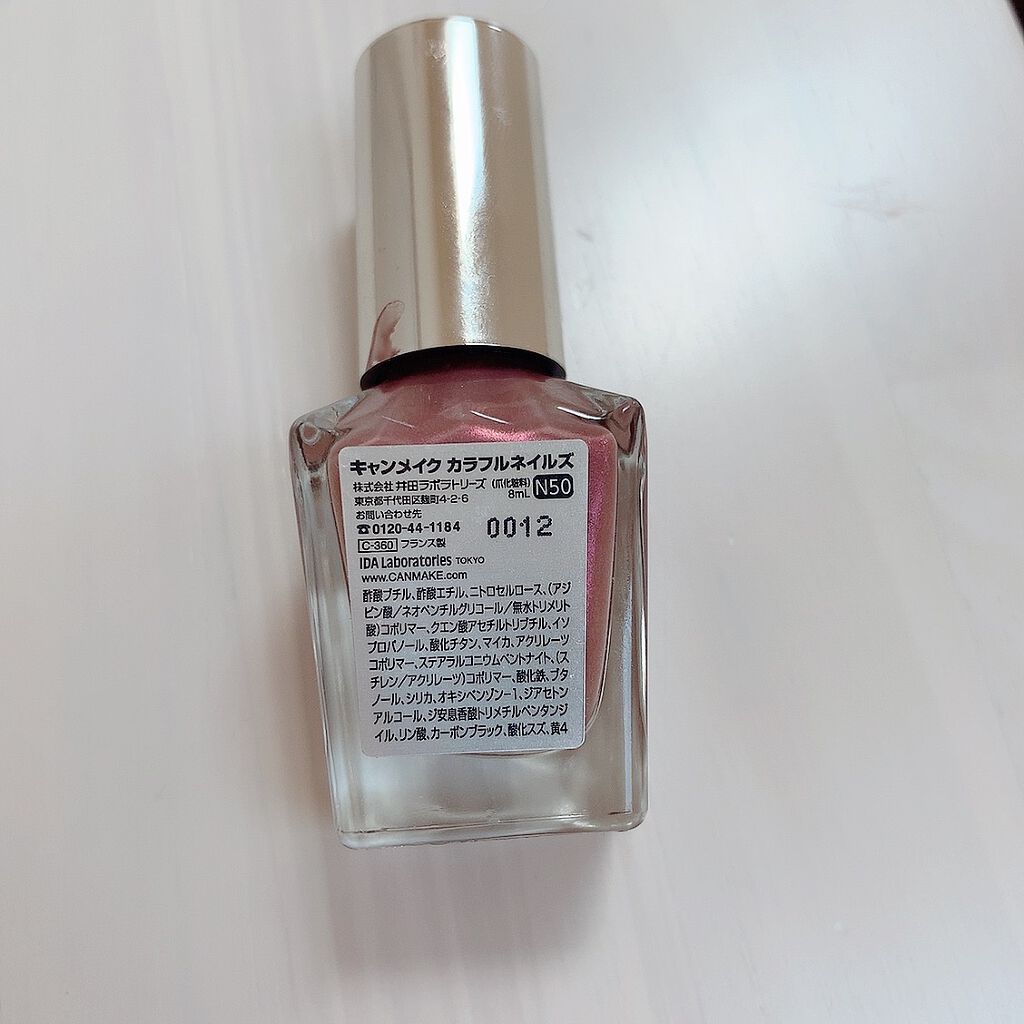 キャンメイク カラフルネイルズ
株式会社 井田ラボラトリーズ (爪化粧料)
東京都千代田区麹町4-2-6 8mL N50
お問い合わせ先
☎0120-44-1184 0012
C-360 フランス製
IDA Laboratories TOKYO
www.CANMAKE.com
酢酸ブチル、酢酸エチル、ニトロセルロース、(アジ
ピン酸/ネオペンチルグリコール/無水トリメリト
酸)コポリマー、クエン酸アセチルトリブチル、イソ
プロパノール、酸化チタン、マイカ、アクリレーツ
コポリマー、ステアラルコニウムベントナイト、(ス
チレン/アクリレーツ)コポリマー、酸化鉄、ブタ
ノール、シリカ、オキシベンゾン-1、ジアセトン
アルコール、ジ安息香酸トリメチルペンタンジ
イル、リン酸、カーボンブラック、酸化スズ、黄4